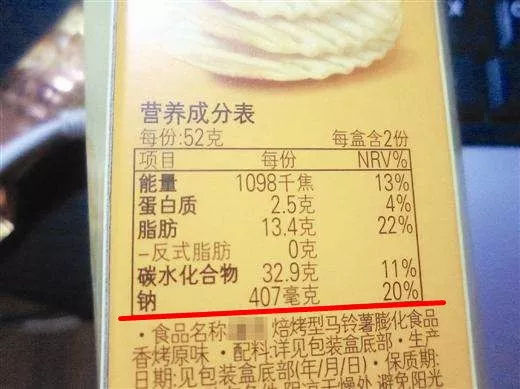 营养成分表
每份:52克 每盒含2份
项目 每份 NRV%
能量 1098千焦 13%
蛋白质 2.5克 4%
脂肪 13.4克 22%
-反式脂肪 0克
碳水化合物 32.9克 11%
钠 407毫克 20%
·食品名称 焙烤型马铃薯膨化食品
香烤原味·配料:详见包装盒底部·生产
日期:见包装盒底部(年/月/日)·保质期: